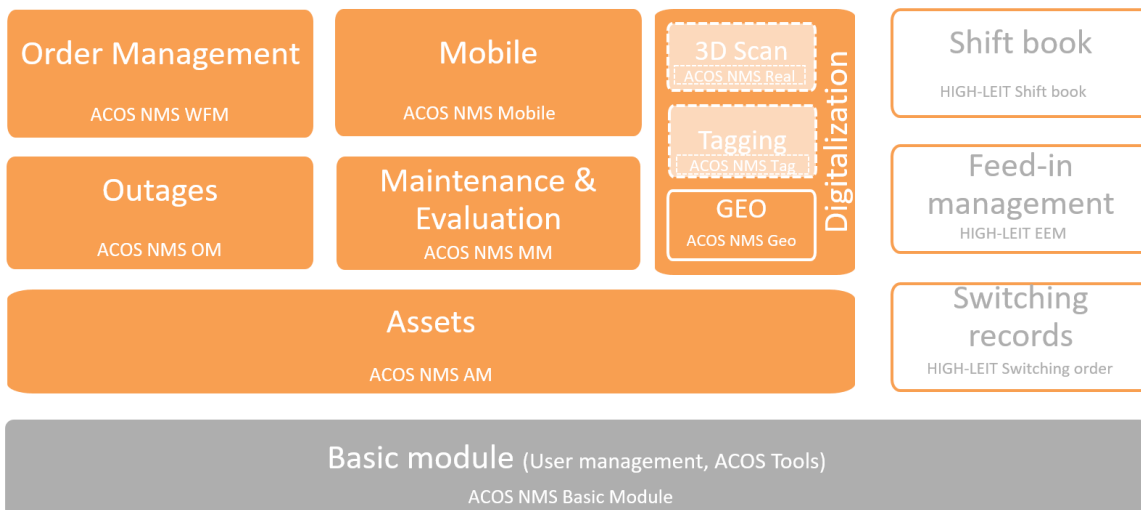 Order Management
ACOS NMS WFM
Mobile
ACOS NMS Mobile
3D Scan
ACOS NMS Real
Tagging
ACOS NMS Tag
GEO
ACOS NMS Geo
Digitalization
Shift book
HIGH-LEIT Shift book
Outages
ACOS NMS OM
Maintenance &
Evaluation
ACOS NMS MM
Feed-in
management
HIGH-LEIT EEM
Assets
ACOS NMS AM
Switching
records
HIGH-LEIT Switching order
Basic module (User management, ACOS Tools)
ACOS NMS Basic Module